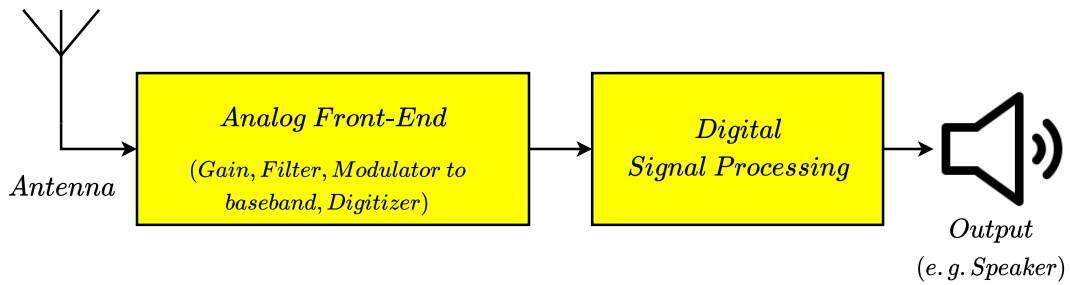 Antenna
Analog Front-End
(Gain, Filter, Modulator to
baseband, Digitizer)
Digital
Signal Processing
Output
(e.g. Speaker)